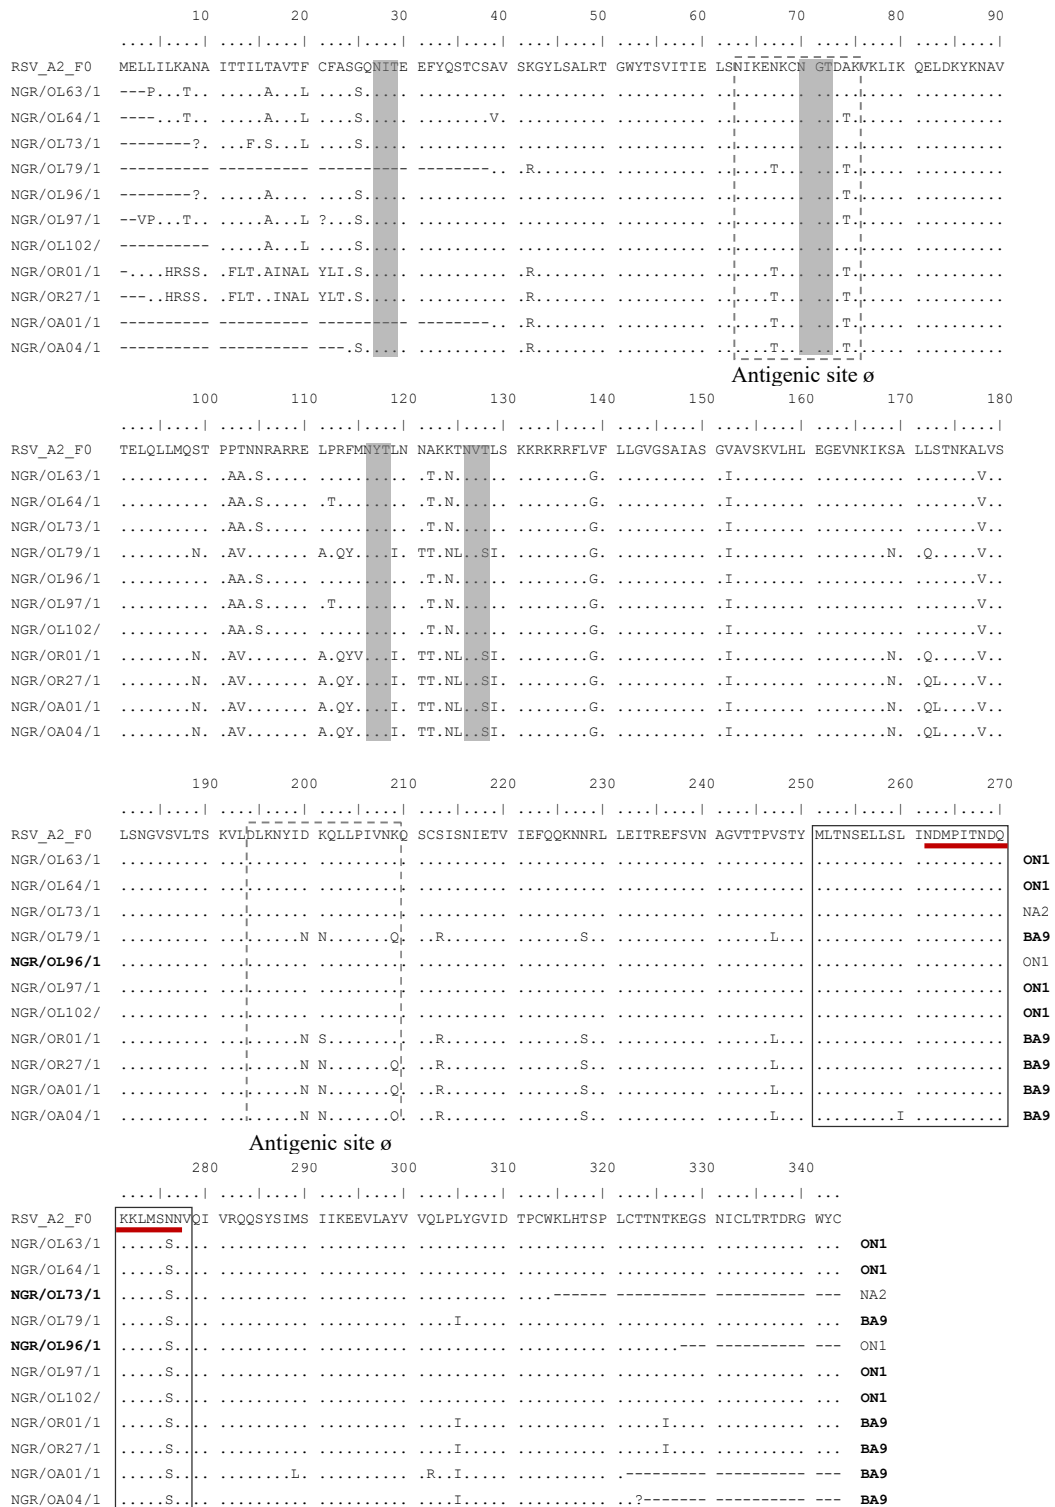 10 20 30 40 50 60 70 80 90
....|....| ....|....| ....|....| ....|....| ....|....| ....|....| ....|....| ....|....| ....|....|
RSV_A2_F0 MELLILKANA ITTILTAVTF CFASGQNITE EFYQSTCSAV SKGYLSALRT GWYTSVITIE LSNIKENKCN GTDAKVKLIK QELDKYKNAV
NGR/OL63/1 ---P...T.. .....A...L ....S..... .......... .......... .......... .......... .......... ..........
NGR/OL64/1 ----...T.. .....A...L ....S..... ........V. .......... .......... .......... ...T...... ..........
NGR/OL73/1 --------?. ...F.S...L ....S..... .......... .......... .......... .......... .......... ..........
NGR/OL79/1 ---------- ---------- ---------- --------.. .R........ .......... ......T... ...T...... ..........
NGR/OL96/1 --------?. .....A.... ....S..... .......... .......... .......... .......... ...T...... ..........
NGR/OL97/1 --VP...T.. .....A...L ?...S..... .......... .......... .......... .......... ...T...... ..........
NGR/OL102/ ---------- .....A...L ....S..... .......... .......... .......... .......... .......... ..........
NGR/OR01/1 -....HRSS. .FLT.AINAL YLI.S..... .......... .R........ .......... ......T... ...T...... ..........
NGR/OR27/1 ---..HRSS. .FLT..INAL YLT.S..... .......... .R........ .......... ......T... ...T...... ..........
NGR/OA01/1 ---------- ---------- ---------- --------.. .R........ .......... ......T... ...T...... ..........
NGR/OA04/1 ---------- ---------- ---.S..... .......... .R........ .......... ......T... ...T...... ..........
Antigenic site ø
100 110 120 130 140 150 160 170 180
....|....| ....|....| ....|....| ....|....| ....|....| ....|....| ....|....| ....|....| ....|....|
RSV_A2_F0 TELQLLMQST PPTNNRARRE LPRFMNYTLN NAKKTNVTLS KKRKRRFLVF LLGVGSAIAS GVAVSKVLHL EGEVNKIKSA LLSTNKALVS
NGR/OL63/1 .......... .AA.S..... .......... .T.N...... ........G. .......... .I........ .......... .......V..
NGR/OL64/1 .......... .AA.S..... .T........ .T.N...... ........G. .......... .I........ .......... .......V..
NGR/OL73/1 .......... .AA.S..... .......... .T.N...... ........G. .......... .I........ .......... .......V..
NGR/OL79/1 ........N. .AV....... A.QY....I. TT.NL..SI. ........G. .......... .I........ ........N. .Q.....V..
NGR/OL96/1 .......... .AA.S..... .......... .T.N...... ........G. .......... .I........ .......... .......V..
NGR/OL97/1 .......... .AA.S..... .T........ .T.N...... ........G. .......... .I........ .......... .......V..
NGR/OL102/ .......... .AA.S..... .......... .T.N...... ........G. .......... .I........ .......... .......V..
NGR/OR01/1 ........N. .AV....... A.QYV...I. TT.NL..SI. ........G. .......... .I........ ........N. .Q.....V..
NGR/OR27/1 ........N. .AV....... A.QY....I. TT.NL..SI. ........G. .......... .I........ ........N. .QL....V..
NGR/OA01/1 ........N. .AV....... A.QY....I. TT.NL..SI. ........G. .......... .I........ ........N. .QL....V..
NGR/OA04/1 ........N. .AV....... A.QY....I. TT.NL..SI. ........G. .......... .I........ ........N. .QL....V..
190 200 210 220 230 240 250 260 270
....|....| ....|....| ....|....| ....|....| ....|....| ....|....| ....|....| ....|....| ....|....|
RSV_A2_F0 LSNGVSVLTS KVLDLKNYID KQLLPIVNKQ SCSISNIETV IEFQQKNNRL LEITREFSVN AGVTTPVSTY MLTNSELLSL INDMPITNDQ
NGR/OL63/1 .......... .......... .......... .......... .......... .......... .......... .......... .......... ON1
NGR/OL64/1 .......... .......... .......... .......... .......... .......... .......... .......... .......... ON1
NGR/OL73/1 .......... .......... .......... .......... .......... .......... .......... .......... .......... NA2
NGR/OL79/1 .......... .........N N.......Q. ..R....... .......S.. .......... ......L... .......... .......... BA9
NGR/OL96/1 .......... .......... .......... .......... .......... .......... .......... .......... .......... ON1
NGR/OL97/1 .......... .......... .......... .......... .......... .......... .......... .......... .......... ON1
NGR/OL102/ .......... .......... .......... .......... .......... .......... .......... .......... .......... ON1
NGR/OR01/1 .......... .........N S......... ..R....... .......S.. .......... ......L... .......... .......... BA9
NGR/OR27/1 .......... .........N N.......Q. ..R....... .......S.. .......... ......L... .......... .......... BA9
NGR/OA01/1 .......... .........N N.......Q. ..R....... .......S.. .......... ......L... .......... .......... BA9
NGR/OA04/1 .......... .........N N.......Q. ..R....... .......S.. .......... ......L... .........I .......... BA9
Antigenic site ø
280 290 300 310 320 330 340
....|....| ....|....| ....|....| ....|....| ....|....| ....|....| ....|....| ...
RSV_A2_F0 KKLMSNNVQI VRQQSYSIMS IIKEEVLAYV VQLPLYGVID TPCWKLHTSP LCTTNTKEGS NICLTRTDRG WYC
NGR/OL63/1 .....S.... .......... .......... .......... .......... .......... .......... ... ON1
NGR/OL64/1 .....S.... .......... .......... .......... .......... .......... .......... ... ON1
NGR/OL73/1 .....S.... .......... .......... .......... ....------ ---------- ---------- --- NA2
NGR/OL79/1 .....S.... .......... .......... ....I..... .......... .......... .......... ... BA9
NGR/OL96/1 .....S.... .......... .......... .......... .......... .......--- ---------- --- ON1
NGR/OL97/1 .....S.... .......... .......... .......... .......... .......... .......... ... ON1
NGR/OL102/ .....S.... .......... .......... .......... .......... .......... .......... ... ON1
NGR/OR01/1 .....S.... .......... .......... ....I..... .......... .....I.... .......... ... BA9
NGR/OR27/1 .....S.... .......... .......... ....I..... .......... .....I.... .......... ... BA9
NGR/OA01/1 .....S.... ........L. .......... .R..I..... .......... .--------- ---------- --- BA9
NGR/OA04/1 .....S.... .......... .......... ....I..... .......... ..?------- ---------- --- BA9